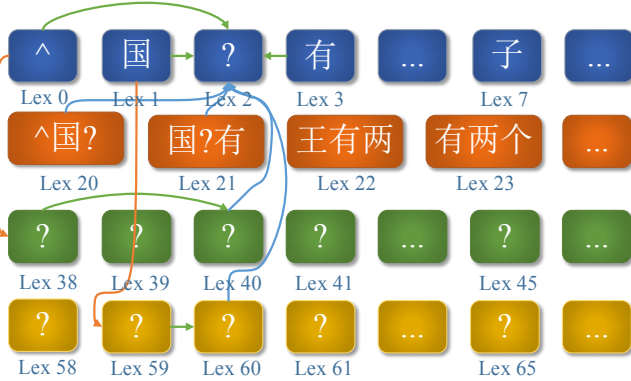 ^ 国 ? 有 ... 子 ...
Lex 0 Lex 1 Lex 2 Lex 3 Lex 7
^国? 国?有 王有两 有两个 ...
Lex 20 Lex 21 Lex 22 Lex 23
? ? ? ? ... ? ...
Lex 38 Lex 39 Lex 40 Lex 41 Lex 45
? ? ? ? ... ? ...
Lex 58 Lex 59 Lex 60 Lex 61 Lex 65